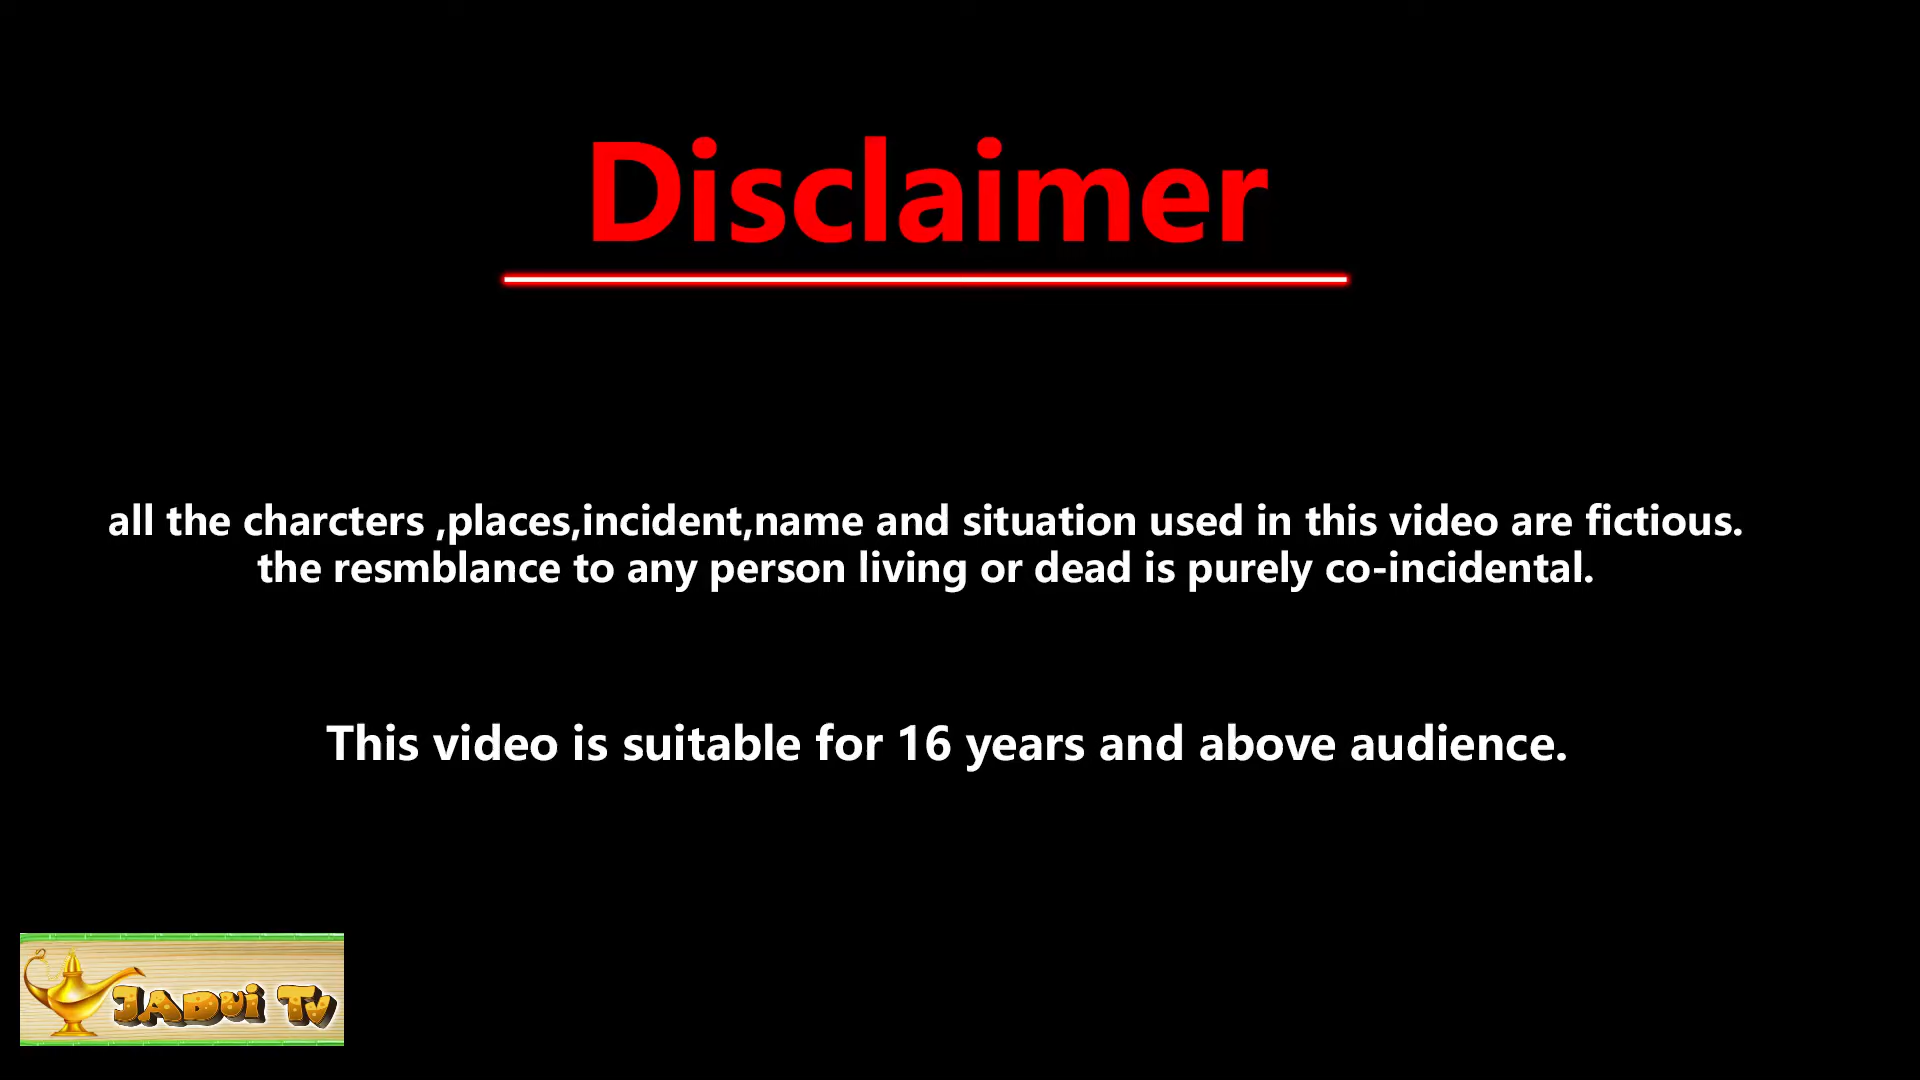 Disclaimer
all the charcters ,places,incident,name and situation used in this video are fictious.
the resmblance to any person living or dead is purely co-incidental.
This video is suitable for 16 years and above audience.
JADUI TV